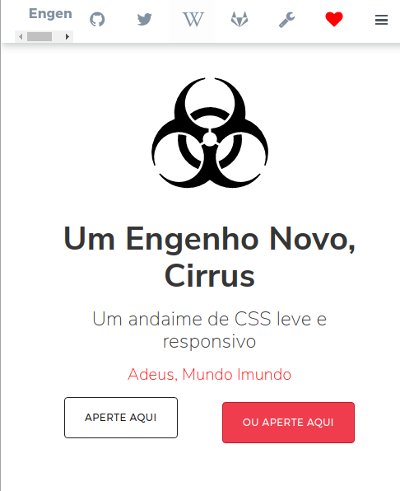 Engen
Um Engenho Novo,
Cirrus
Um andaime de CSS leve e
responsivo
Adeus, Mundo Imundo
APERTE AQUI
OU APERTE AQUI